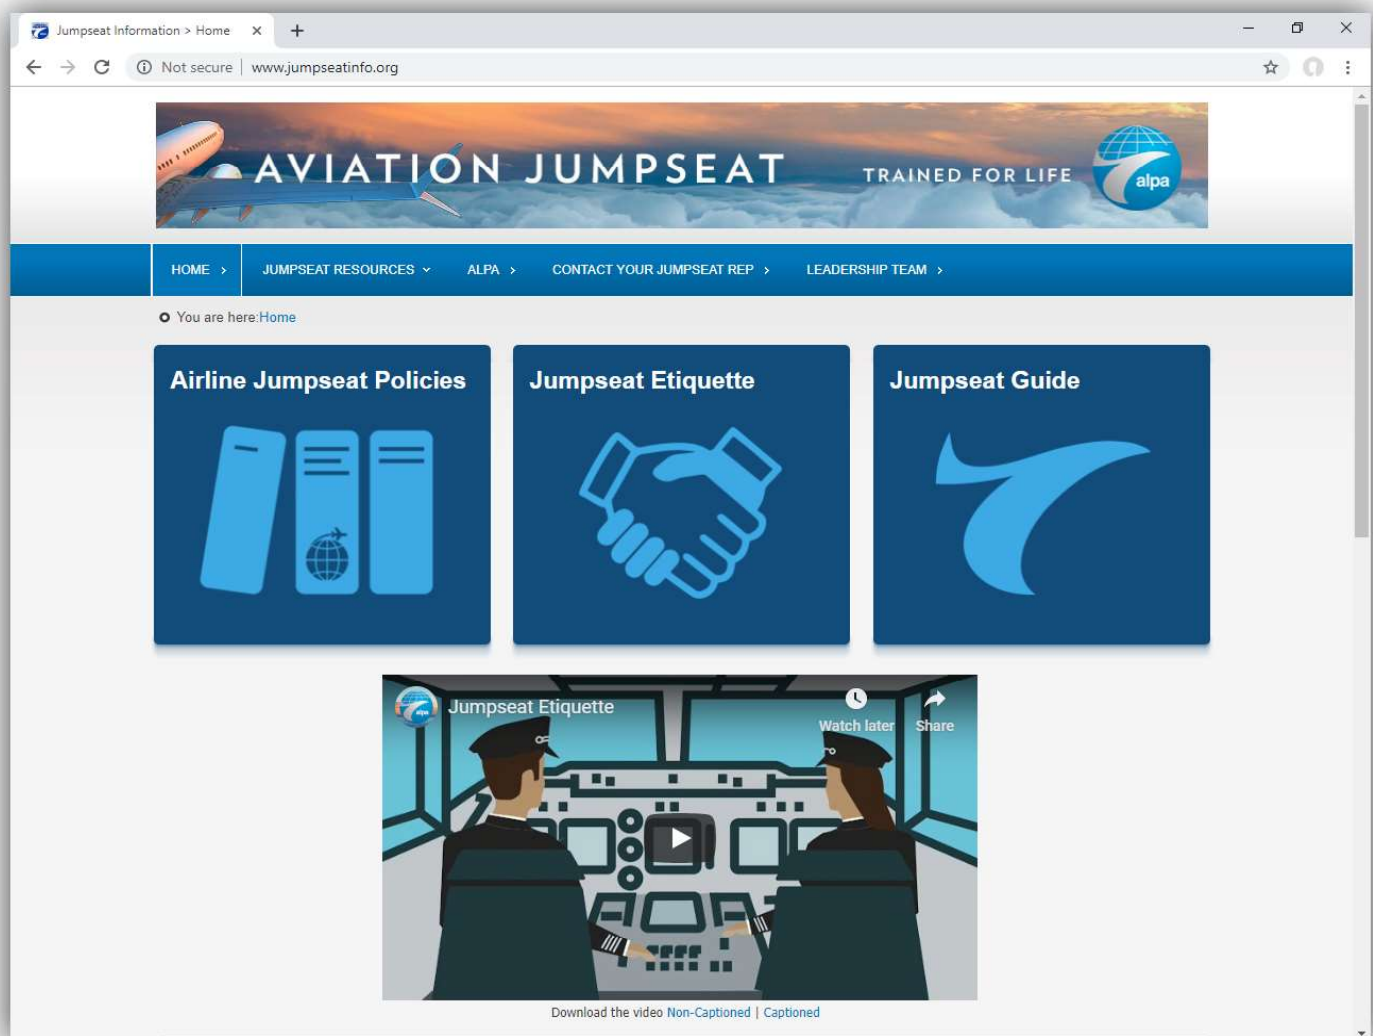 Jumpseat Information > Home
Not secure | www.jumpseatinfo.org
AVIATION JUMPSEAT TRAINED FOR LIFE alpa
HOME JUMPSEAT RESOURCES ALPA CONTACT YOUR JUMPSEAT REP LEADERSHIP TEAM
You are here:Home
Airline Jumpseat Policies Jumpseat Etiquette Jumpseat Guide
alpa Jumpseat Etiquette
Watch later Share
Download the video Non-Captioned | Captioned